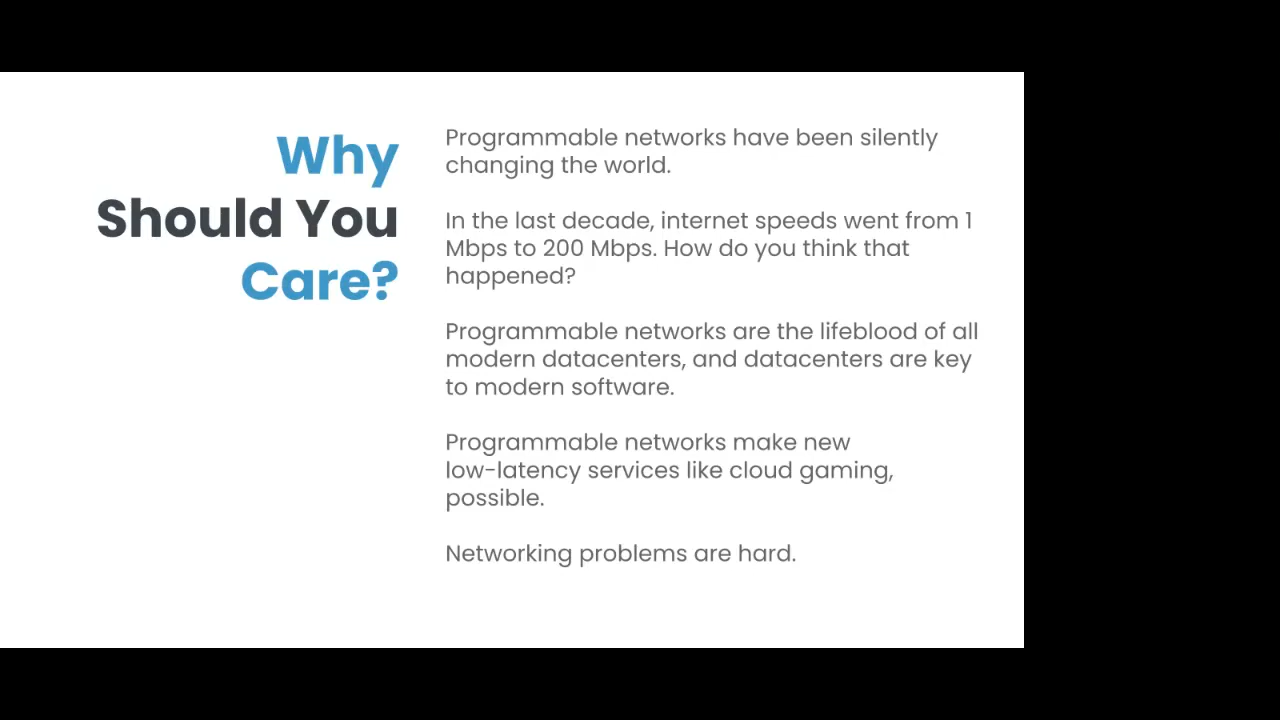 Why
Should You
Care?
Programmable networks have been silently
changing the world.
In the last decade, internet speeds went from 1
Mbps to 200 Mbps. How do you think that
happened?
Programmable networks are the lifeblood of all
modern datacenters, and datacenters are key
to modern software.
Programmable networks make new
low-latency services like cloud gaming,
possible.
Networking problems are hard.